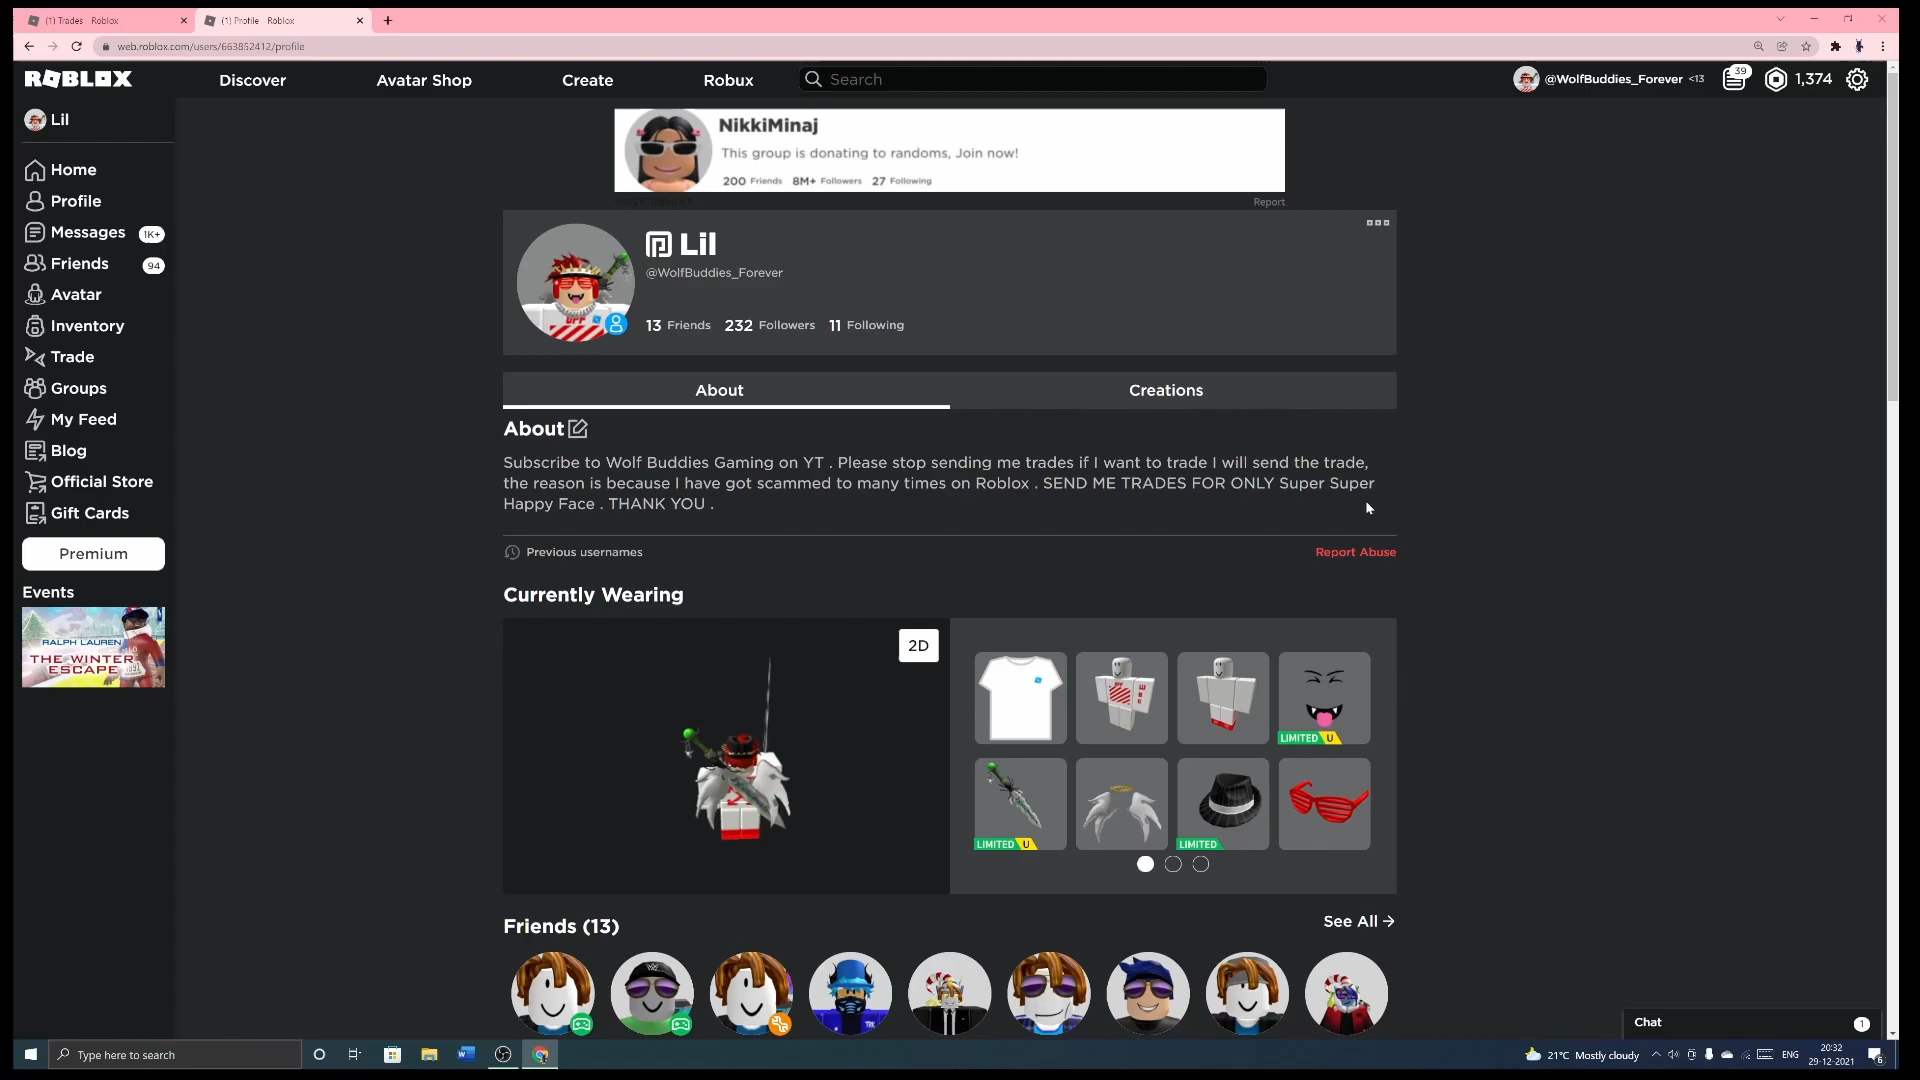 (1) Trades - Roblox
(1) Profile - Roblox
web.roblox.com/users/663852412/profile
ROBLOX
Discover
Avatar Shop
Create
Robux
Search
@WolfBuddies_Forever <13
39
1,374
Lil
Home
Profile
Messages 1K+
Friends 94
Avatar
Inventory
Trade
Groups
My Feed
Blog
Official Store
Gift Cards
Premium
Events
RALPH LAUREN
THE WINTER
ESCAPE
NikkiMinaj
This group is donating to randoms, Join now!
200 Friends 8M+ Followers 27 Following
ADVERTISEMENT
Report
Lil
@WolfBuddies_Forever
13 Friends 232 Followers 11 Following
About
Creations
About
Subscribe to Wolf Buddies Gaming on YT . Please stop sending me trades if I want to trade I will send the trade,
the reason is because I have got scammed to many times on Roblox . SEND ME TRADES FOR ONLY Super Super
Happy Face . THANK YOU .
Previous usernames
Report Abuse
Currently Wearing
2D
LIMITED U
LIMITED U
LIMITED
Friends (13)
See All
Chat
1
Type here to search
21°C Mostly cloudy
ENG
20:32
29-12-2021
6